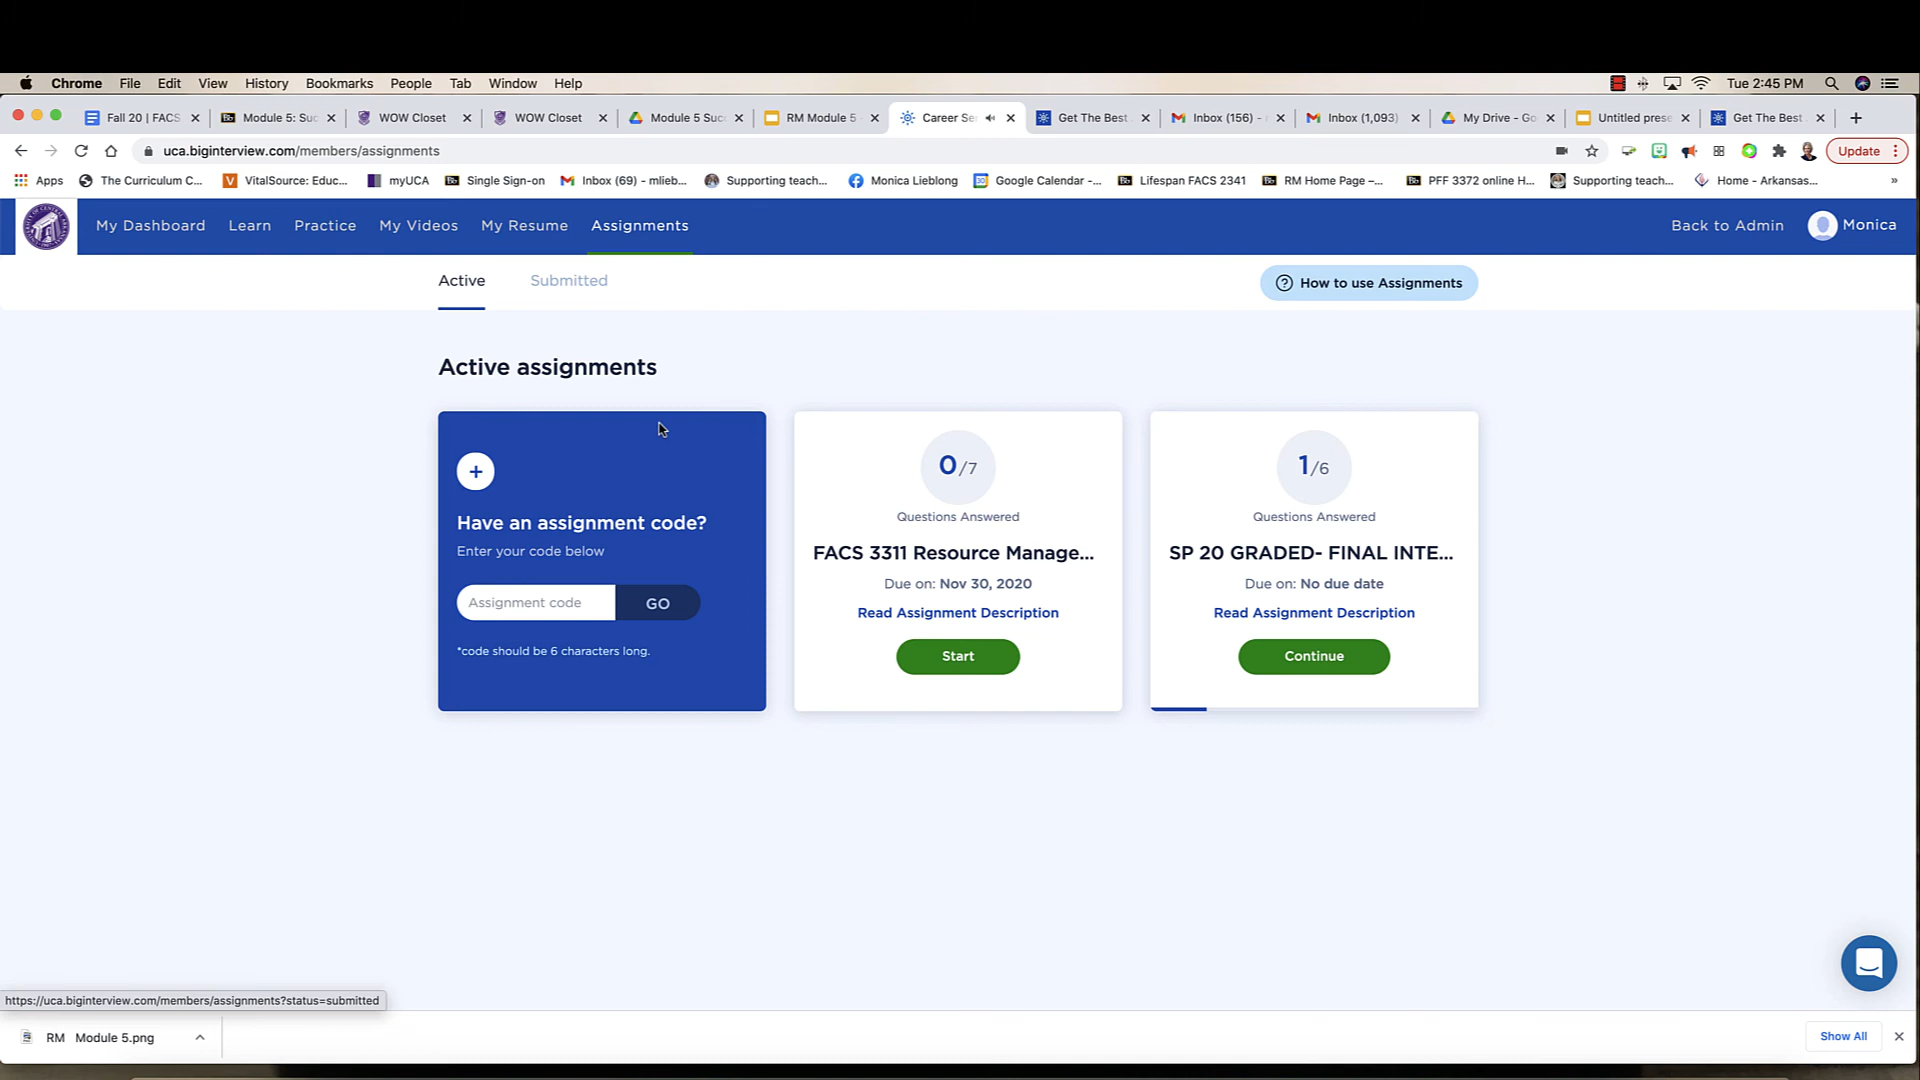 Chrome File Edit View History Bookmarks People Tab Window Help Tue 2:45 PM
Fall 20 | FACS Module 5: Suc WOW Closet WOW Closet Module 5 Suc RM Module 5 - Career Se Get The Best Inbox (156) - Inbox (1,093) My Drive - Go Untitled prese Get The Best
uca.biginterview.com/members/assignments Update
Apps The Curriculum C... VitalSource: Educ... myUCA Single Sign-on Inbox (69) - mlieb... Supporting teach... Monica Lieblong Google Calendar -... Lifespan FACS 2341 RM Home Page –... PFF 3372 online H... Supporting teach... Home - Arkansas... »
My Dashboard Learn Practice My Videos My Resume Assignments Back to Admin Monica
Active Submitted How to use Assignments
Active assignments
Have an assignment code?
Enter your code below
Assignment code GO
*code should be 6 characters long.
0/7
Questions Answered
FACS 3311 Resource Manage...
Due on: Nov 30, 2020
Read Assignment Description
Start
1/6
Questions Answered
SP 20 GRADED- FINAL INTE...
Due on: No due date
Read Assignment Description
Continue
https://uca.biginterview.com/members/assignments?status=submitted
RM Module 5.png Show All